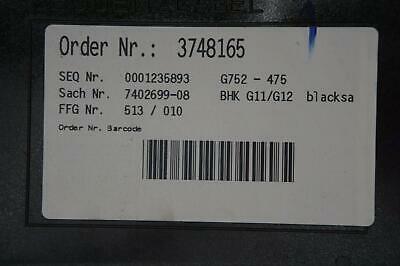 Order Nr.: 3748165
SEQ Nr. 0001236893 G752 - 475
Sach Nr. 7402699-08 BHK G11/G12 blacksa
FFG Nr. 513 / 010
Order Nr. Barcode